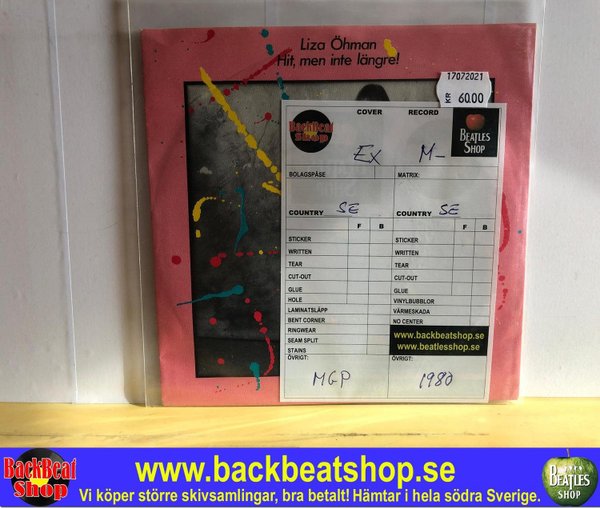 Liza Öhman
Hit, men inte längre!
17072021
KR 60.00
BackBeat
Shop
COVER
RECORD
BEATLES
SHOP
EX
M-
BOLAGSPÅSE
MATRIX:
COUNTRY SE
COUNTRY SE
F B
F B
STICKER
WRITTEN
TEAR
CUT-OUT
GLUE
HOLE
LAMINATSLÄPP
BENT CORNER
RINGWEAR
SEAM SPLIT
STAINS
ÖVRIGT:
MGP
STICKER
WRITTEN
TEAR
CUT-OUT
GLUE
VINYLBUBBLOR
VÄRMESKADA
NO CENTER
www.backbeatshop.se
www.beatlesshop.se
ÖVRIGT:
1980
BackBeat
Shop
www.backbeatshop.se
Vi köper större skivsamlingar, bra betalt! Hämtar i hela södra Sverige.
BEATLES
SHOP